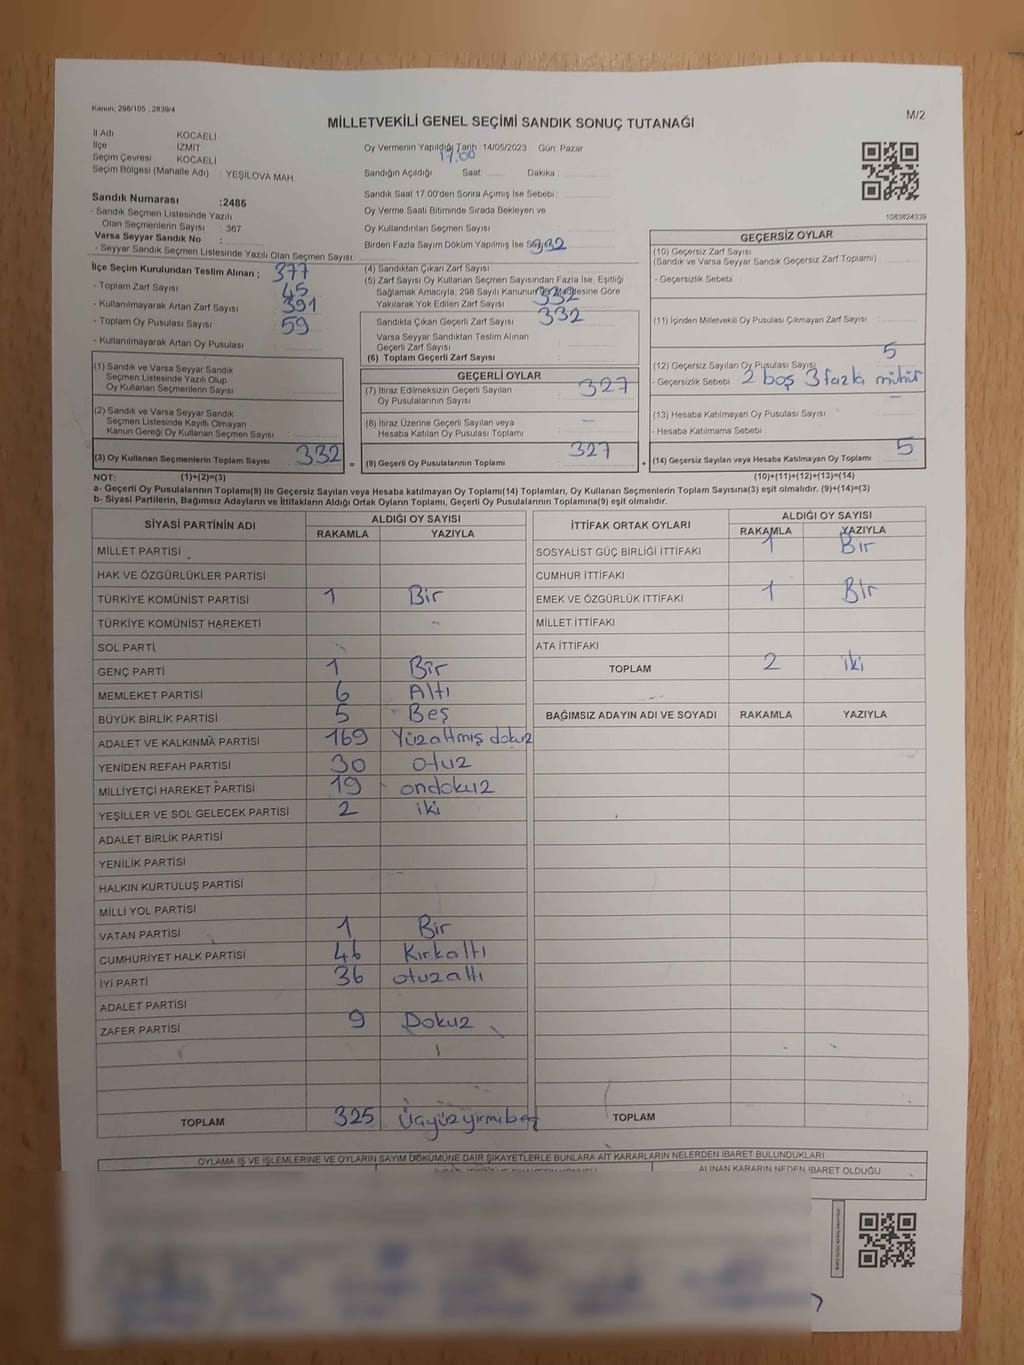 Kanun: 298/105 , 2839/4
M/2
MİLLETVEKİLİ GENEL SEÇİMİ SANDIK SONUÇ TUTANAĞI
İl Adı KOCAELİ
İlçe İZMİT
Seçim Çevresi KOCAELİ
Seçim Bölgesi (Mahalle Adı) : YEŞİLOVA MAH.
Sandık Numarası :2485
- Sandık Seçmen Listesinde Yazılı
Olan Seçmenlerin Sayısı : 367
Varsa Seyyar Sandık No :
- Seyyar Sandık Seçmen Listesinde Yazılı Olan Seçmen Sayısı:
İlçe Seçim Kurulundan Teslim Alınan ; 377
- Toplam Zarf Sayısı 45
- Kullanılmayarak Artan Zarf Sayısı 391
- Toplam Oy Pusulası Sayısı 59
- Kullanılmayarak Artan Oy Pusulası
(1) Sandık ve Varsa Seyyar Sandık
Seçmen Listesinde Yazılı Olup
Oy Kullanan Seçmenlerin Sayısı
(2) Sandık ve Varsa Seyyar Sandık
Seçmen Listesinde Kayıtlı Olmayan
Kanun Gereği Oy Kullanan Seçmen Sayısı
(3) Oy Kullanan Seçmenlerin Toplam Sayısı 332 =
Oy Vermenin Yapıldığı Tarih :14/05/2023 Gün: Pazar
17.00
Sandığın Açıldığı Saat: Dakika :
Sandık Saat 17.00'den Sonra Açılmış İse Sebebi :
Oy Verme Saati Bitiminde Sırada Bekleyen ve
Oy Kullandırılan Seçmen Sayısı
Birden Fazla Sayım Döküm Yapılmış İse 332
(4) Sandıktan Çıkan Zarf Sayısı
(5) Zarf Sayısı Oy Kullanan Seçmen Sayısından Fazla İse, Eşitliği
Sağlamak Amacıyla, 298 Sayılı Kanunun Maddesine Göre
Yakılarak Yok Edilen Zarf Sayısı 332
Sandıkta Çıkan Geçerli Zarf Sayısı 332
Varsa Seyyar Sandıktan Teslim Alınan
Geçerli Zarf Sayısı
(6) Toplam Geçerli Zarf Sayısı
GEÇERLİ OYLAR
(7) İtiraz Edilmeksizin Geçerli Sayılan 327
Oy Pusulalarının Sayısı
(8) İtiraz Üzerine Geçerli Sayılan veya —
Hesaba Katılan Oy Pusulası Toplamı
(9) Geçerli Oy Pusulalarının Toplamı 327 +
1083824339
GEÇERSİZ OYLAR
(10) Geçersiz Zarf Sayısı
(Sandık ve Varsa Seyyar Sandık Geçersiz Zarf Toplamı)
- Geçersizlik Sebebi
(11) İçinden Milletvekili Oy Pusulası Çıkmayan Zarf Sayısı
5
(12) Geçersiz Sayılan Oy Pusulası Sayısı
- Geçersizlik Sebebi 2 boş 3 fazla mühür
(13) Hesaba Katılmayan Oy Pusulası Sayısı —
- Hesaba Katılmama Sebebi :
(14) Geçersiz Sayılan veya Hesaba Katılmayan Oy Toplamı 5
NOT: (1)+(2)=(3) (10)+(11)+(12)+(13)=(14)
a- Geçerli Oy Pusulalarının Toplamı(9) ile Geçersiz Sayılan veya Hesaba katılmayan Oy Toplamı(14) Toplamları, Oy Kullanan Seçmenlerin Toplam Sayısına(3) eşit olmalıdır. (9)+(14)=(3)
b- Siyasi Partilerin, Bağımsız Adayların ve İttifakların Aldığı Ortak Oyların Toplamı, Geçerli Oy Pusulalarının Toplamına(9) eşit olmalıdır.
SİYASİ PARTİNİN ADI ALDIĞI OY SAYISI
RAKAMLA YAZIYLA
MİLLET PARTİSİ
HAK VE ÖZGÜRLÜKLER PARTİSİ
TÜRKİYE KOMÜNİST PARTİSİ 1 Bir
TÜRKİYE KOMÜNİST HAREKETİ
SOL PARTİ
GENÇ PARTİ 1 Bir
MEMLEKET PARTİSİ 6 Altı
BÜYÜK BİRLİK PARTİSİ 5 Beş
ADALET VE KALKINMA PARTİSİ 169 Yüzaltmış dokuz
YENİDEN REFAH PARTİSİ 30 otuz
MİLLİYETÇİ HAREKET PARTİSİ 19 ondokuz
YEŞİLLER VE SOL GELECEK PARTİSİ 2 iki
ADALET BİRLİK PARTİSİ
YENİLİK PARTİSİ
HALKIN KURTULUŞ PARTİSİ
MİLLİ YOL PARTİSİ
VATAN PARTİSİ 1 Bir
CUMHURİYET HALK PARTİSİ 46 Kırkaltı
İYİ PARTİ 36 otuzaltı
ADALET PARTİSİ
ZAFER PARTİSİ 9 Dokuz
TOPLAM 325 Üçyüzyirmibeş
İTTİFAK ORTAK OYLARI ALDIĞI OY SAYISI
RAKAMLA YAZIYLA
SOSYALİST GÜÇ BİRLİĞİ İTTİFAKI 1 Bir
CUMHUR İTTİFAKI
EMEK VE ÖZGÜRLÜK İTTİFAKI 1 Bir
MİLLET İTTİFAKI
ATA İTTİFAKI
TOPLAM 2 iki
BAĞIMSIZ ADAYIN ADI VE SOYADI RAKAMLA YAZIYLA
TOPLAM
OYLAMA İŞ VE İŞLEMLERİNE VE OYLARIN SAYIM DÖKÜMÜNE DAİR ŞİKAYETLERLE BUNLARA AİT KARARLARIN NELERDEN İBARET BULUNDUKLARI
ALINAN KARARIN NEDEN İBARET OLDUĞU